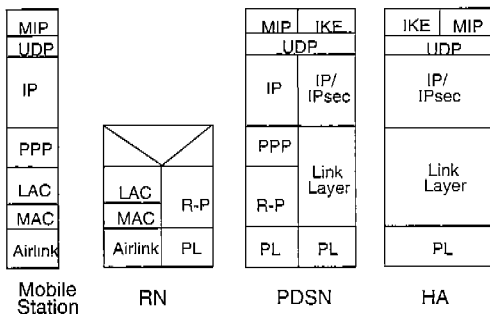 MIP
UDP
IP
PPP
LAC
MAC
Airlink
Mobile
Station
LAC
MAC
Airlink
R-P
PL
RN
MIP IKE
UDP
IP
PPP
R-P
PL
IP/
IPsec
Link
Layer
PL
PDSN
IKE MIP
UDP
IP/
IPsec
Link
Layer
PL
HA